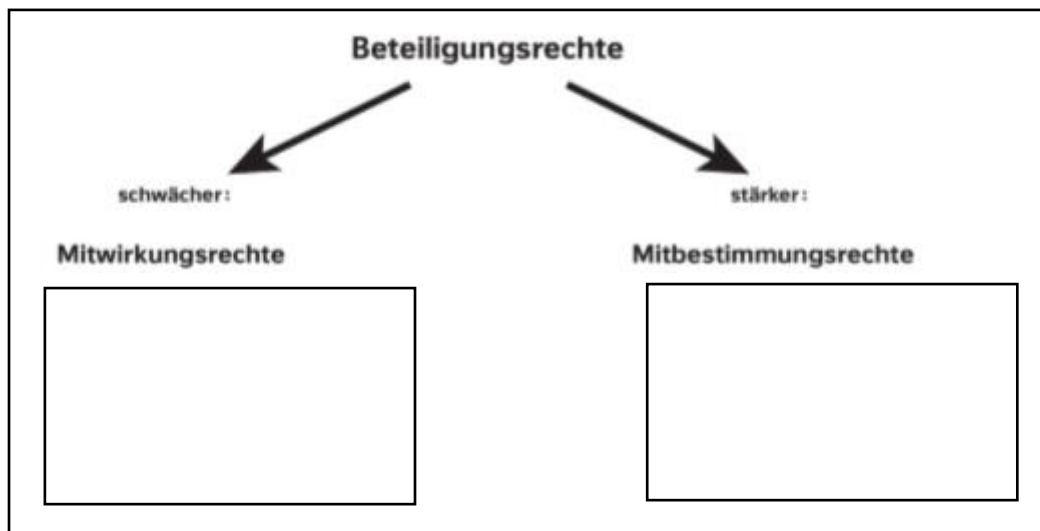 Beteiligungsrechte
schwächer:
stärker:
Mitwirkungsrechte
Mitbestimmungsrechte